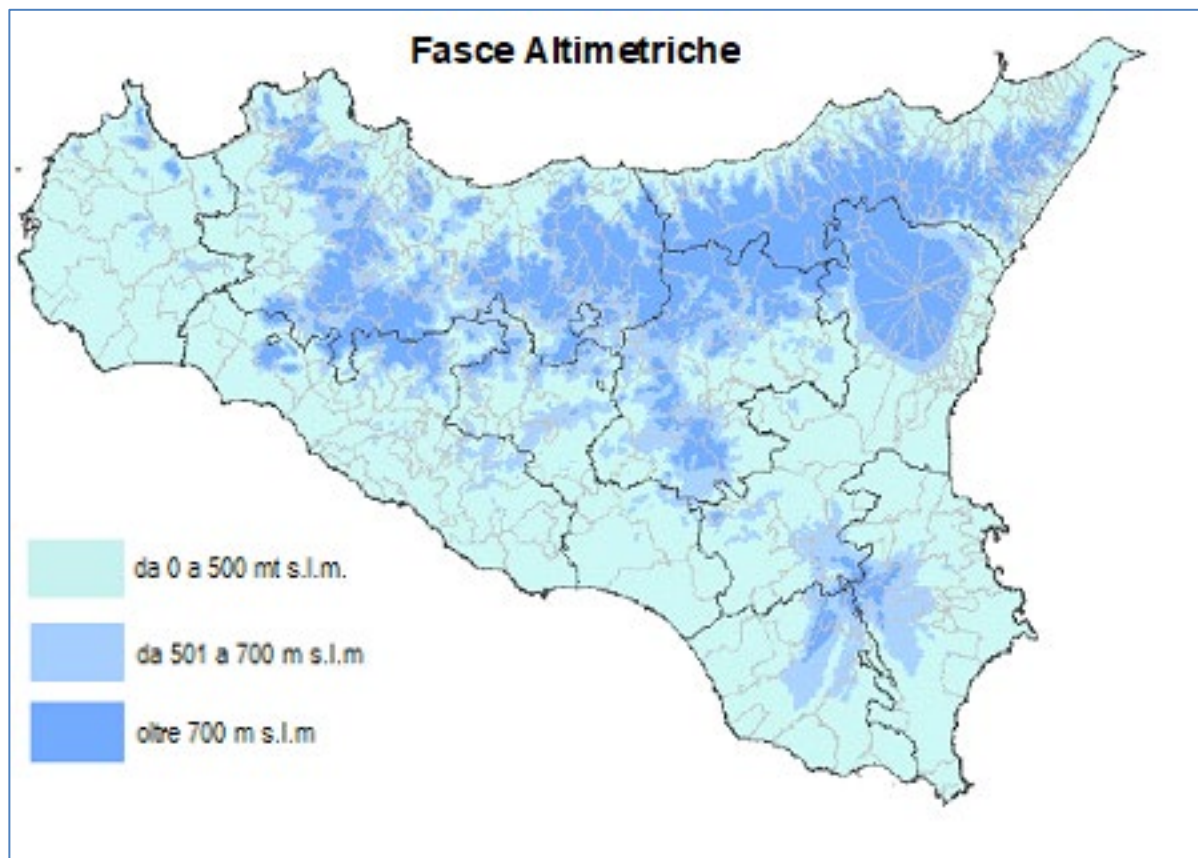 Fasce Altimetriche
da 0 a 500 mt s.l.m.
da 501 a 700 m s.l.m
oltre 700 m s.l.m